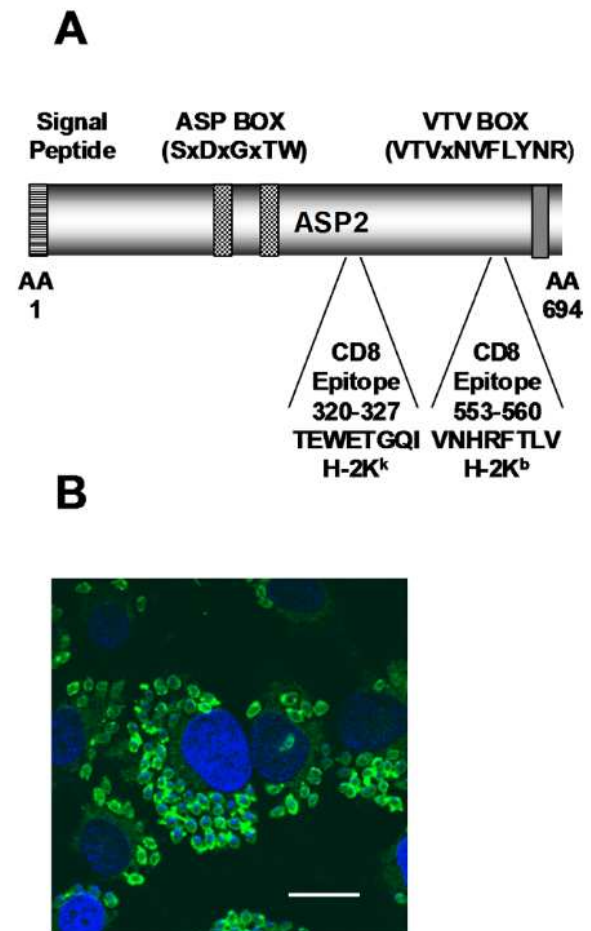 A
Signal
Peptide
ASP BOX
(SxDxGxTW)
VTV BOX
(VTVxNVFLYNR)
ASP2
AA
1
AA
694
CD8
Epitope
320-327
TEWETGQI
H-2Kᵏ
CD8
Epitope
553-560
VNHRFTLV
H-2Kᵇ
B